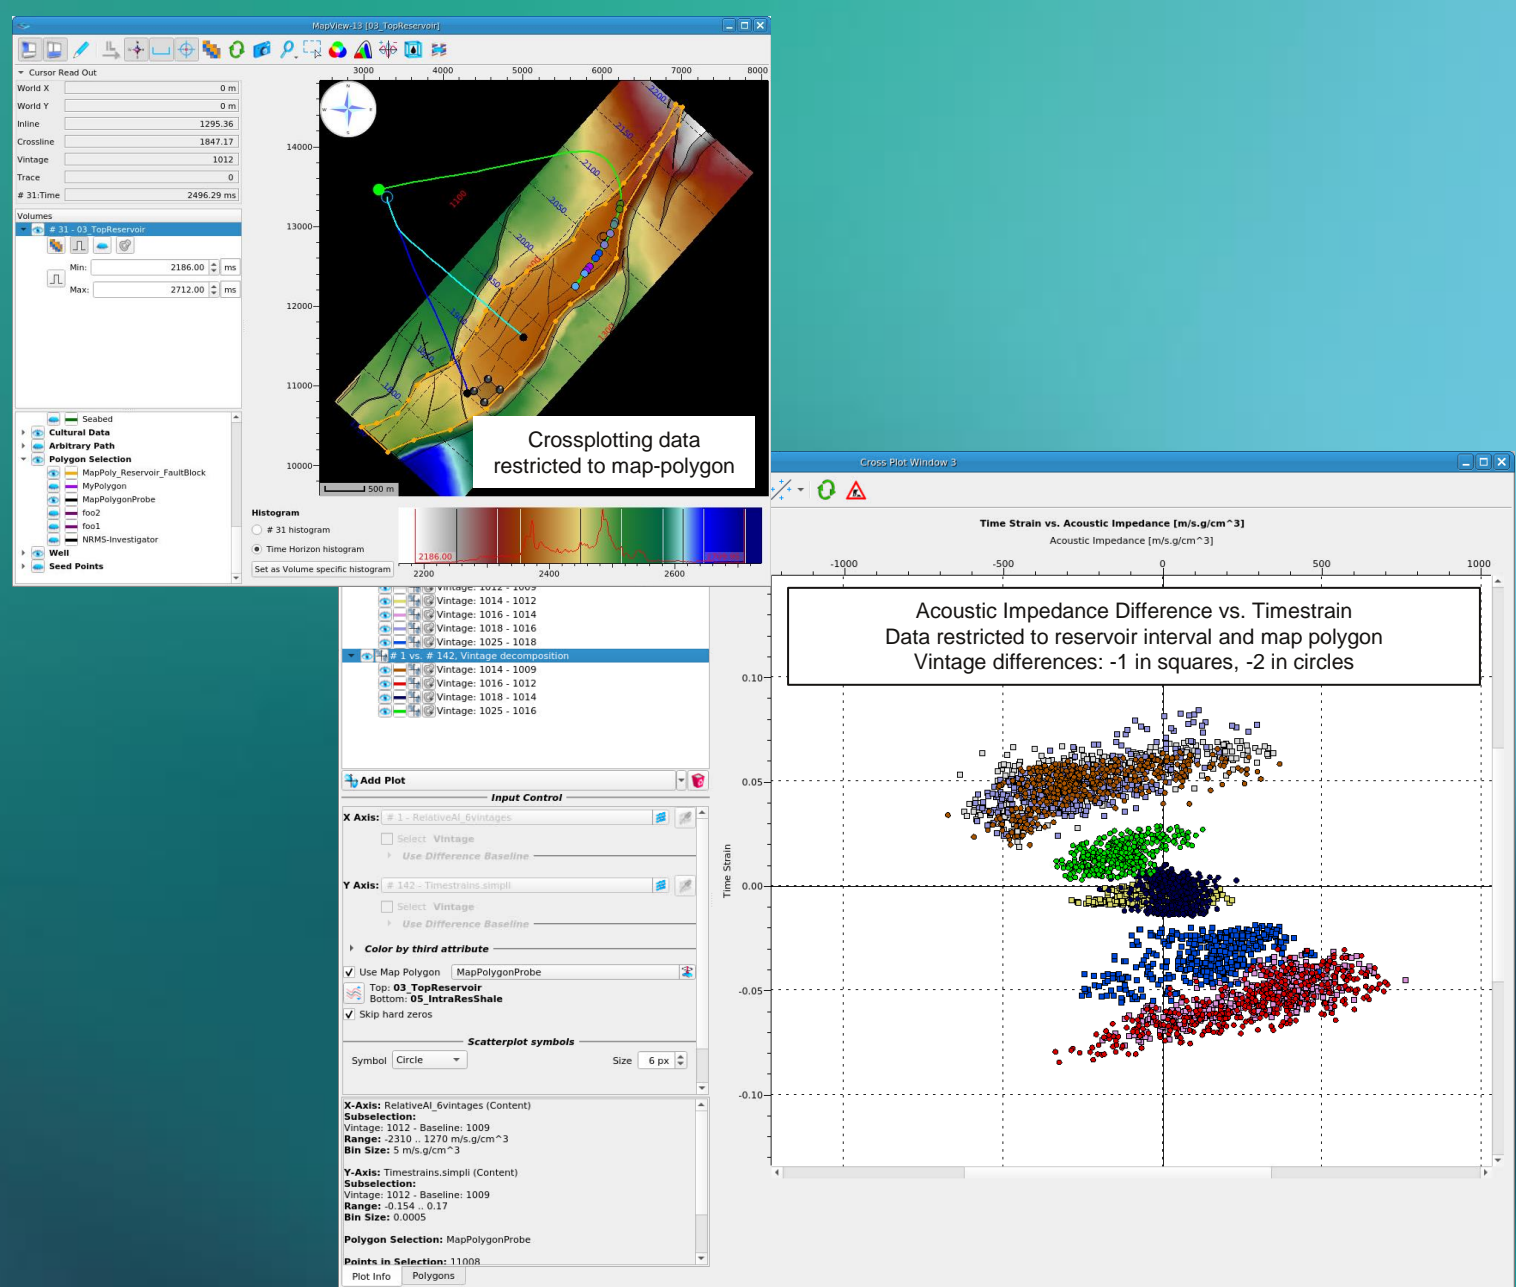 MapView-13 [03_TopReservoir]
Cursor Read Out
World X 0 m
World Y 0 m
Inline 1295.36
Crossline 1847.17
Vintage 1012
Trace 0
# 31:Time 2496.29 ms
Volumes
# 31 - 03_TopReservoir
Min: 2186.00 ms
Max: 2712.00 ms
Seabed
Cultural Data
Arbitrary Path
Polygon Selection
MapPoly_Reservoir_FaultBlock
MyPolygon
MapPolygonProbe
foo2
foo1
NRMS-Investigator
Well
Seed Points
3000 4000 5000 6000 7000 8000
14000
13000
12000
11000
10000
N
W
S
2200
2150
2100
2050
2000
1100
1300
500 m
Crossplotting data
restricted to map-polygon
Histogram
# 31 histogram
Time Horizon histogram
Set as Volume specific histogram
2186.00
2200 2400 2600
Cross Plot Window 3
Vintage: 1012 - 1009
Vintage: 1014 - 1012
Vintage: 1016 - 1014
Vintage: 1018 - 1016
Vintage: 1025 - 1018
# 1 vs. # 142, Vintage decomposition
Vintage: 1014 - 1009
Vintage: 1016 - 1012
Vintage: 1018 - 1014
Vintage: 1025 - 1016
Add Plot
Input Control
X Axis: # 1 - RelativeAI_6vintages
Select Vintage
Use Difference Baseline
Y Axis: # 142 - Timestrains.simpli
Select Vintage
Use Difference Baseline
Color by third attribute
Use Map Polygon MapPolygonProbe
Top: 03_TopReservoir
Bottom: 05_IntraResShale
Skip hard zeros
Scatterplot symbols
Symbol Circle Size 6 px
X-Axis: RelativeAI_6vintages (Content)
Subselection:
Vintage: 1012 - Baseline: 1009
Range: -2310 .. 1270 m/s.g/cm^3
Bin Size: 5 m/s.g/cm^3
Y-Axis: Timestrains.simpli (Content)
Subselection:
Vintage: 1012 - Baseline: 1009
Range: -0.154 .. 0.17
Bin Size: 0.0005
Polygon Selection: MapPolygonProbe
Points in Selection: 11008
Plot Info Polygons
Time Strain vs. Acoustic Impedance [m/s.g/cm^3]
Acoustic Impedance [m/s.g/cm^3]
-1000 -500 0 500 1000
Acoustic Impedance Difference vs. Timestrain
Data restricted to reservoir interval and map polygon
Vintage differences: -1 in squares, -2 in circles
Time Strain
0.10
0.05
0.00
-0.05
-0.10